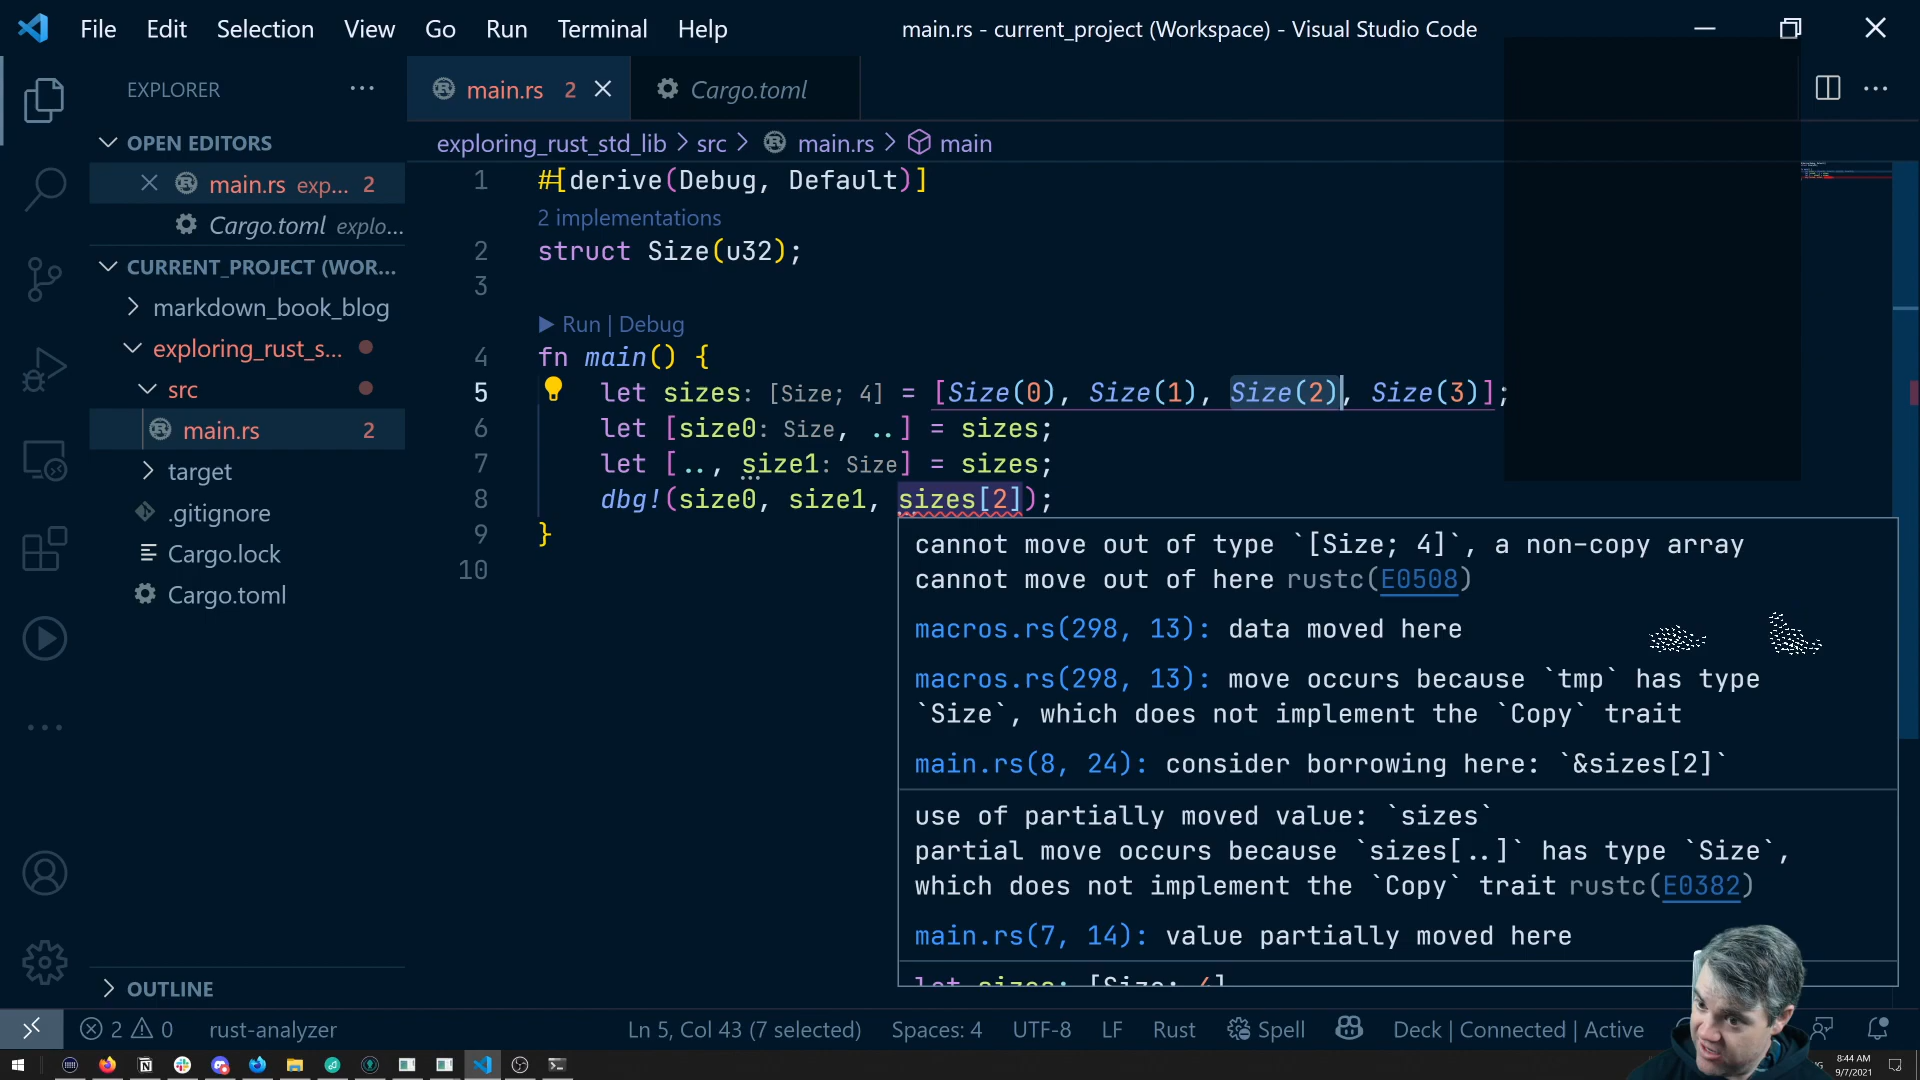 File Edit Selection View Go Run Terminal Help
main.rs - current_project (Workspace) - Visual Studio Code
EXPLORER
main.rs 2
Cargo.toml
OPEN EDITORS
exploring_rust_std_lib > src > main.rs > main
main.rs exp... 2
Cargo.toml explo...
CURRENT_PROJECT (WOR...
markdown_book_blog
exploring_rust_s...
src
main.rs 2
target
.gitignore
Cargo.lock
Cargo.toml
OUTLINE
1 #[derive(Debug, Default)]
2 implementations
2 struct Size(u32);
3
Run | Debug
4 fn main() {
5 let sizes: [Size; 4] = [Size(0), Size(1), Size(2), Size(3)];
6 let [size0: Size, ..] = sizes;
7 let [.., size1: Size] = sizes;
8 dbg!(size0, size1, sizes[2]);
9 }
10
cannot move out of type `[Size; 4]`, a non-copy array
cannot move out of here rustc(E0508)
macros.rs(298, 13): data moved here
macros.rs(298, 13): move occurs because `tmp` has type
`Size`, which does not implement the `Copy` trait
main.rs(8, 24): consider borrowing here: `&sizes[2]`
use of partially moved value: `sizes`
partial move occurs because `sizes[..]` has type `Size`,
which does not implement the `Copy` trait rustc(E0382)
main.rs(7, 14): value partially moved here
let sizes: [Size; 4]
2 0 rust-analyzer
Ln 5, Col 43 (7 selected) Spaces: 4 UTF-8 LF Rust Spell Deck | Connected | Active
8:44 AM
9/7/2021